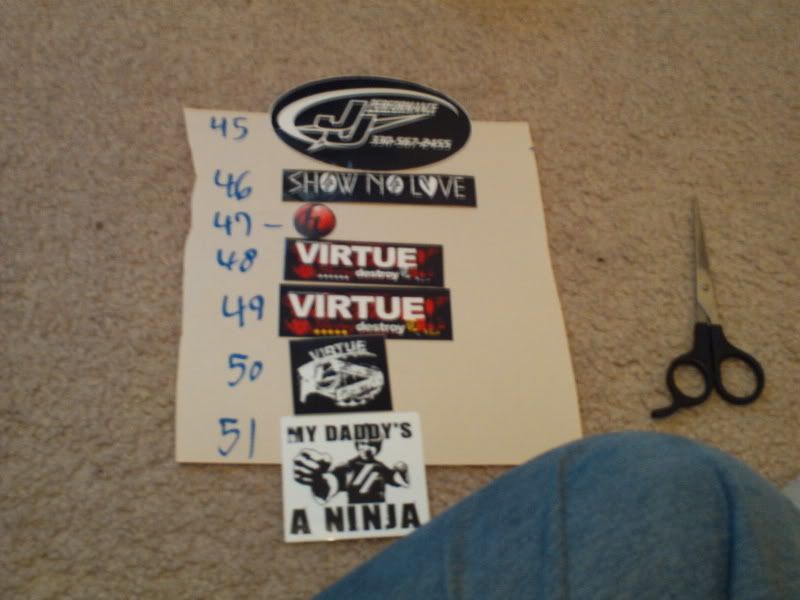 45
JJ PERFORMANCE
330-567-2455
46
SHOW NO LOVE
47 -
48
VIRTUE
destroy
49
VIRTUE
destroy
50
VIRTUE
51
MY DADDY'S
A NINJA